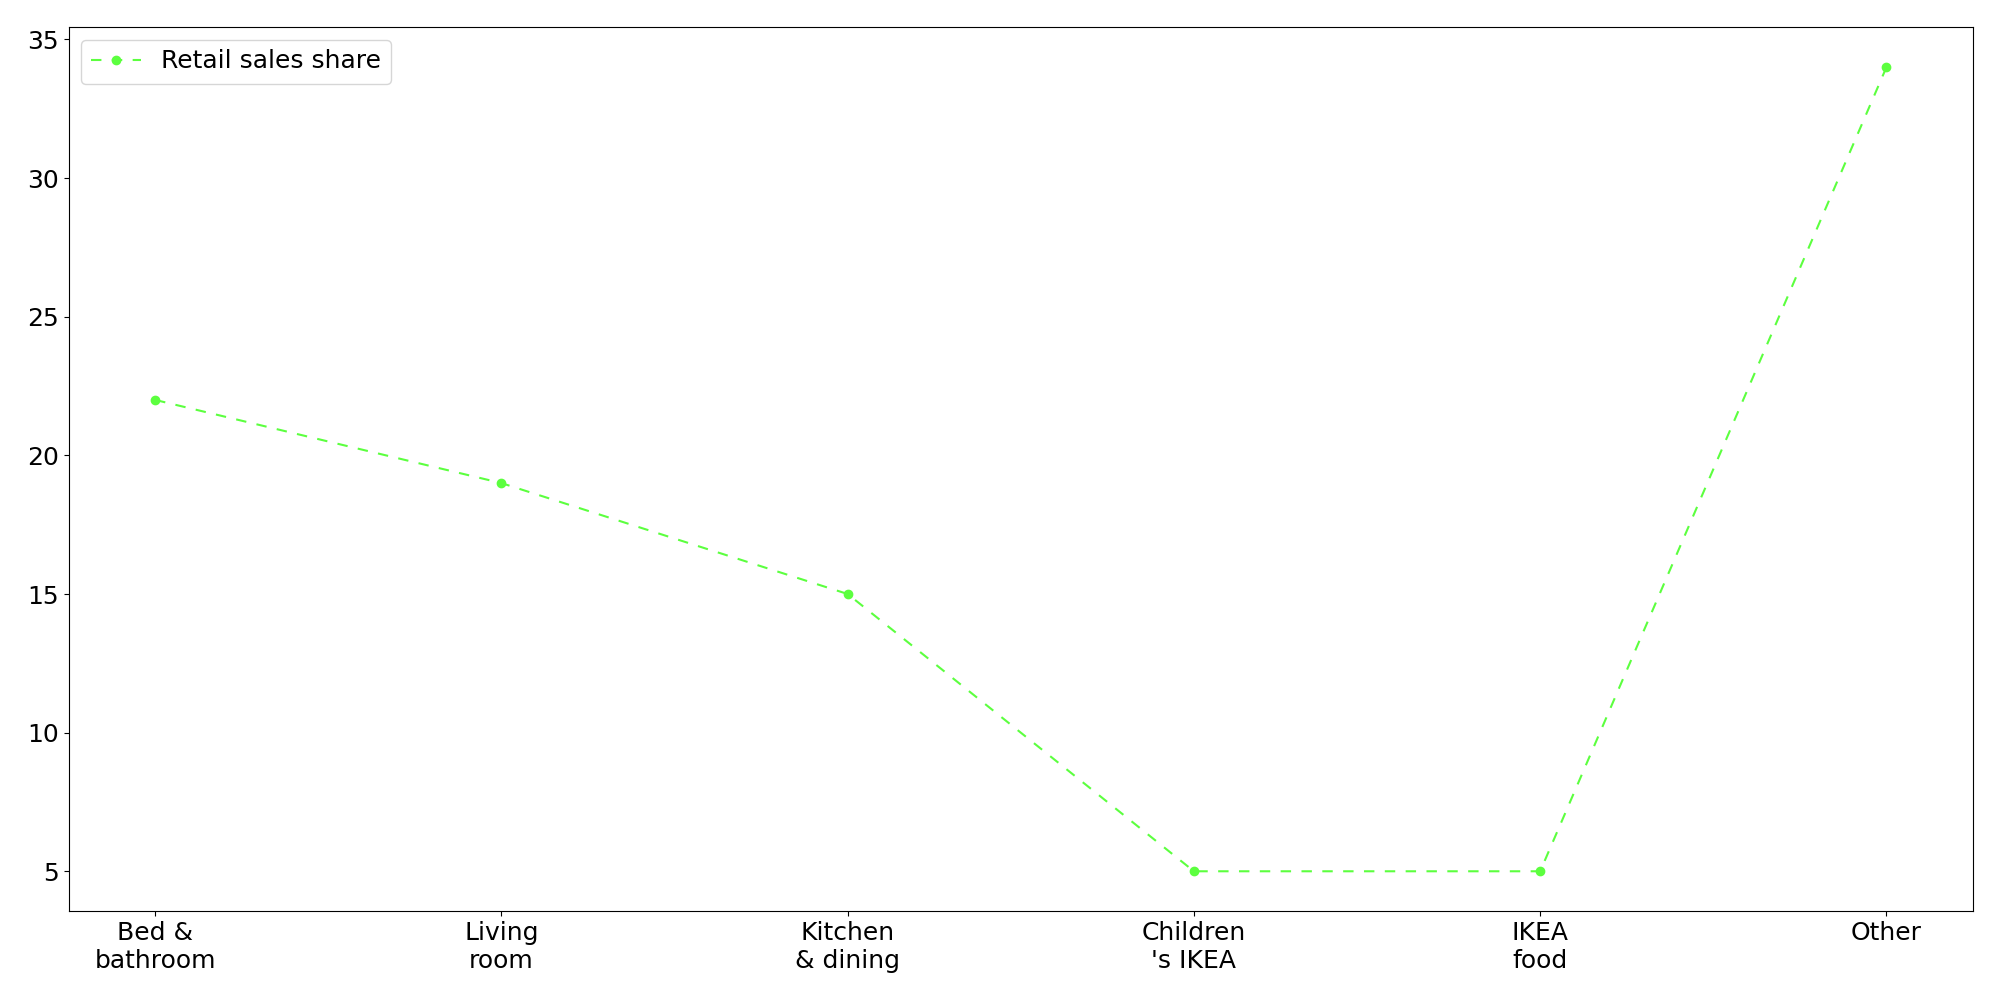 35
30
25
20
15
10
5
Retail sales share
Bed &
bathroom
Living
room
Kitchen
& dining
Children
's IKEA
IKEA
food
Other